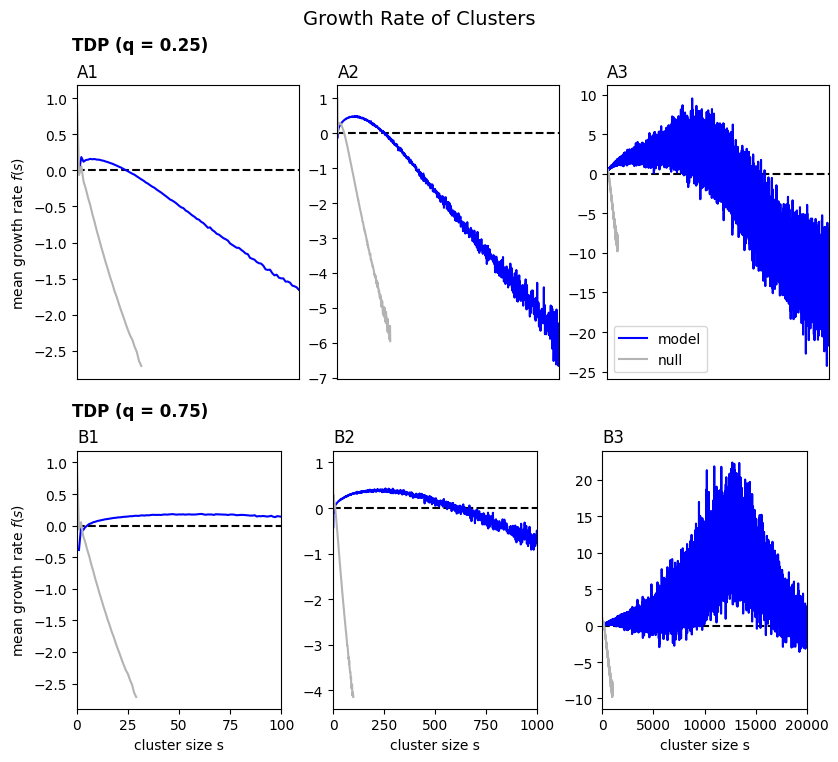 Growth Rate of Clusters
TDP (q = 0.25)
A1
A2
A3
1.0
0.5
0.0
−0.5
−1.0
−1.5
−2.0
−2.5
mean growth rate f(s)
1
0
−1
−2
−3
−4
−5
−6
−7
10
5
0
−5
−10
−15
−20
−25
model
null
TDP (q = 0.75)
B1
B2
B3
1.0
0.5
0.0
−0.5
−1.0
−1.5
−2.0
−2.5
mean growth rate f(s)
0 25 50 75 100
cluster size s
1
0
−1
−2
−3
−4
0 250 500 750 1000
cluster size s
20
15
10
5
0
−5
−10
0 5000 10000 15000 20000
cluster size s